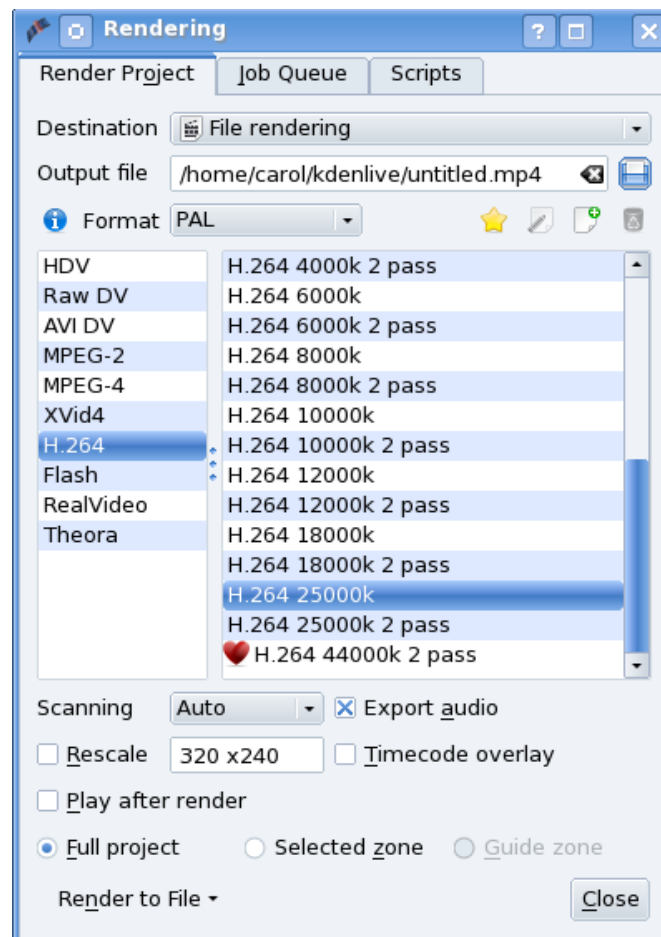 Rendering
Render Project Job Queue Scripts
Destination File rendering
Output file /home/carol/kdenlive/untitled.mp4
Format PAL
HDV
Raw DV
AVI DV
MPEG-2
MPEG-4
XVid4
H.264
Flash
RealVideo
Theora
H.264 4000k 2 pass
H.264 6000k
H.264 6000k 2 pass
H.264 8000k
H.264 8000k 2 pass
H.264 10000k
H.264 10000k 2 pass
H.264 12000k
H.264 12000k 2 pass
H.264 18000k
H.264 18000k 2 pass
H.264 25000k
H.264 25000k 2 pass
H.264 44000k 2 pass
Scanning Auto Export audio
Rescale 320 x240 Timecode overlay
Play after render
Full project Selected zone Guide zone
Render to File Close